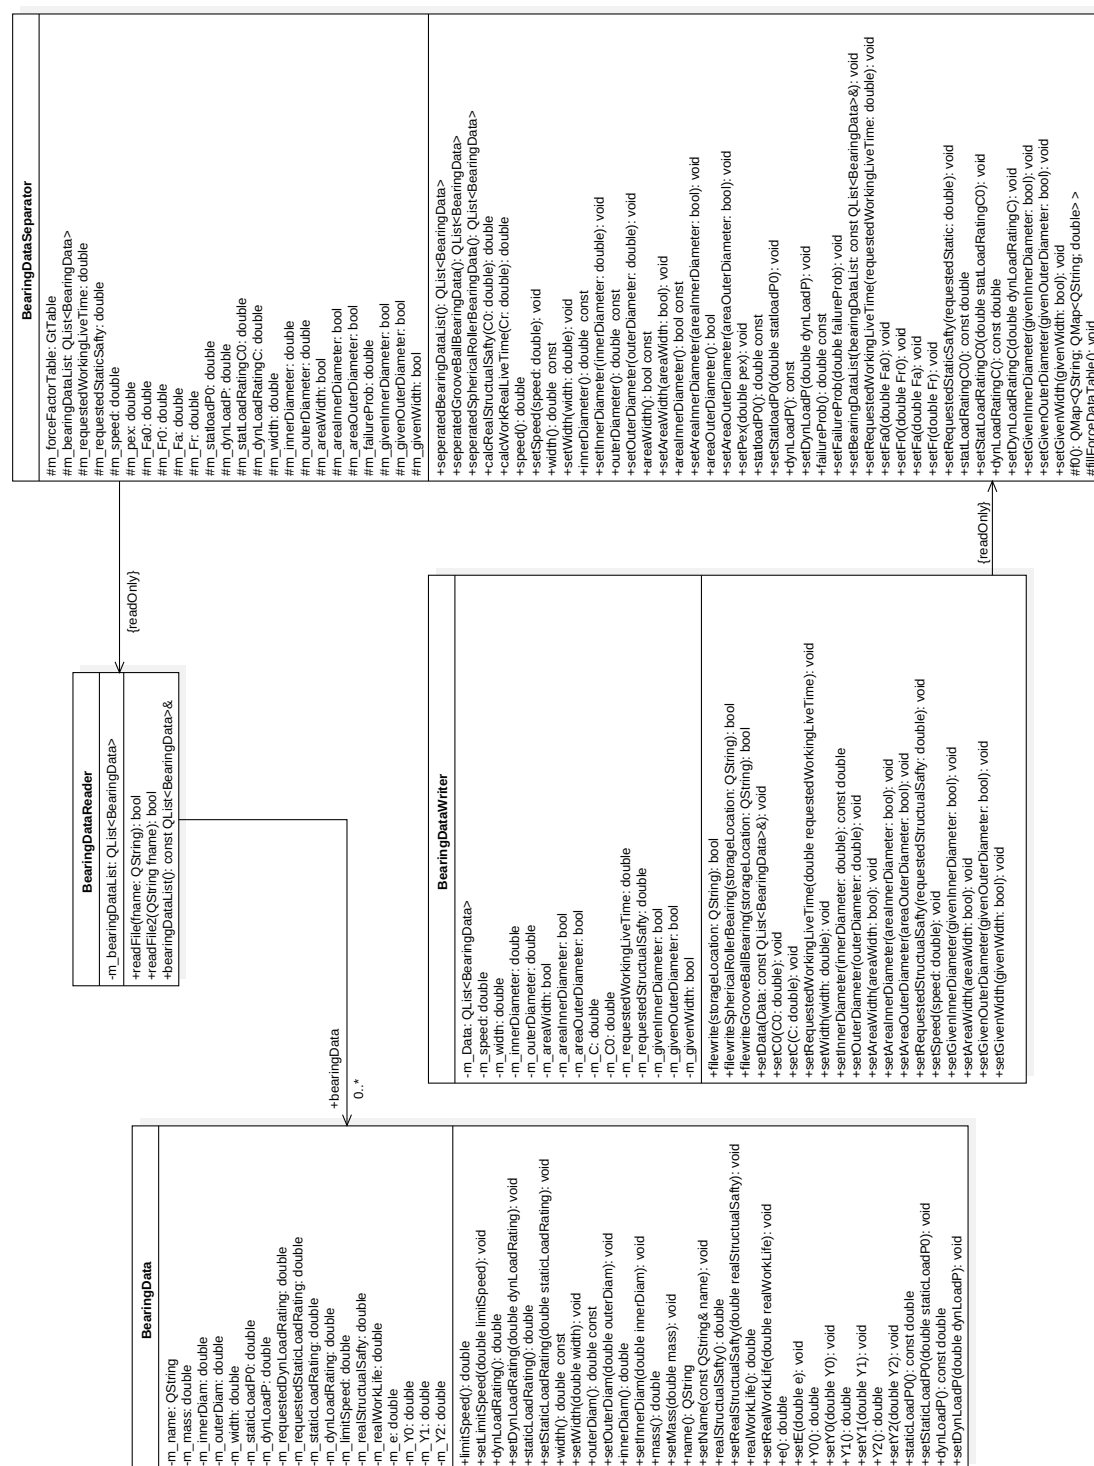 BearingDataSeparator
#m_forceFactorTable: GtTable
#m_bearingDataList: QList<BearingData>
#m_requestedWorkingLiveTime: double
#m_requestedStaticSafty: double
#m_speed: double
#m_pex: double
#m_Fa0: double
#m_Fr0: double
#m_Fa: double
#m_Fr: double
#m_statloadP0: double
#m_dynLoadP: double
#m_statLoadRatingC0: double
#m_dynLoadRatingC: double
#m_width: double
#m_innerDiameter: double
#m_outerDiameter: double
#m_areaWidth: bool
#m_areaInnerDiameter: bool
#m_areaOuterDiameter: bool
#m_failureProb: double
#m_givenInnerDiameter: bool
#m_givenOuterDiameter: bool
#m_givenWidth: bool
+seperatedBearingDataList(): QList<BearingData>
+seperatedGrooveBallBearingData(): QList<BearingData>
+seperatedSphericalRollerBearingData(): QList<BearingData>
+calcRealStructualSafty(C0: double): double
+calcWorkRealLiveTime(Cr: double): double
+speed(): double
+setSpeed(speed: double): void
+width(): double const
+setWidth(width: double): void
+innerDiameter(): double const
+setInnerDiameter(innerDiameter: double): void
+outerDiameter(): double const
+setOuterDiameter(outerDiameter: double): void
+areaWidth(): bool const
+setAreaWidth(areaWidth: bool): void
+areaInnerDiameter(): bool const
+setAreaInnerDiameter(areaInnerDiameter: bool): void
+areaOuterDiameter(): bool
+setAreaOuterDiameter(areaOuterDiameter: bool): void
+setPex(double pex): void
+statloadP0(): double const
+setStatloadP0(double statloadP0): void
+dynLoadP(): const
+setDynLoadP(double dynLoadP): void
+failureProb(): double const
+setFailureProb(double failureProb): void
+setBearingDataList(bearingDataList: const QList<BearingData>&): void
+setRequestedWorkingLiveTime(requestedWorkingLiveTime: double): void
+setFa0(double Fa0): void
+setFr0(double Fr0): void
+setFa(double Fa): void
+setFr(double Fr): void
+setRequestedStaticSafty(requestedStatic: double): void
+statLoadRatingC0(): const double
+setStatLoadRatingC0(double statLoadRatingC0): void
+dynLoadRatingC(): const double
+setDynLoadRatingC(double dynLoadRatingC): void
+setGivenInnerDiameter(givenInnerDiameter: bool): void
+setGivenOuterDiameter(givenOuterDiameter: bool): void
+setGivenWidth(givenWidth: bool): void
#f0(): QMap<QString; QMap<QString; double> >
#fillForceDataTable(): void
{readOnly}
{readOnly}
BearingDataReader
-m_bearingDataList: QList<BearingData>
+readFile(fname: QString): bool
+readFile2(QString fname): bool
+bearingDataList(): const QList<BearingData>&
BearingDataWriter
-m_Data: QList<BearingData>
-m_speed: double
-m_width: double
-m_innerDiameter: double
-m_outerDiameter: double
-m_areaWidth: bool
-m_areaInnerDiameter: bool
-m_areaOuterDiameter: bool
-m_C: double
-m_C0: double
-m_requestedWorkingLiveTime: double
-m_requestedStructualSafty: double
-m_givenInnerDiameter: bool
-m_givenOuterDiameter: bool
-m_givenWidth: bool
+filewrite(storageLocation: QString): bool
+filewriteSphericalRollerBearing(storageLocation: QString): bool
+filewriteGrooveBallBearing(storageLocation: QString): bool
+setData(Data: const QList<BearingData>&): void
+setC0(C0: double): void
+setC(C: double): void
+setRequestedWorkingLiveTime(double requestedWorkingLiveTime): void
+setWidth(width: double): void
+setInnerDiameter(innerDiameter: double): const double
+setOuterDiameter(outerDiameter: double): void
+setAreaWidth(areaWidth: bool): void
+setAreaInnerDiameter(areaInnerDiameter: bool): void
+setAreaOuterDiameter(areaOuterDiameter: bool): void
+setRequestedStructualSafty(requestedStructualSafty: double): void
+setSpeed(speed: double): void
+setGivenInnerDiameter(givenInnerDiameter: bool): void
+setAreaWidth(areaWidth: bool): void
+setGivenOuterDiameter(givenOuterDiameter: bool): void
+setGivenWidth(givenWidth: bool): void
+bearingData
0..*
BearingData
-m_name: QString
-m_mass: double
-m_innerDiam: double
-m_outerDiam: double
-m_width: double
-m_staticLoadP0: double
-m_dynLoadP: double
-m_requestedDynLoadRating: double
-m_requestedStaticLoadRating: double
-m_staticLoadRating: double
-m_dynLoadRating: double
-m_limitSpeed: double
-m_realStructualSafty: double
-m_realWorkLife: double
-m_e: double
-m_Y0: double
-m_Y1: double
-m_Y2: double
+limitSpeed(): double
+setLimitSpeed(double limitSpeed): void
+dynLoadRating(): double
+setDynLoadRating(double dynLoadRating): void
+staticLoadRating(): double
+setStaticLoadRating(double staticLoadRating): void
+width(): double const
+setWidth(double width): void
+outerDiam(): double const
+setOuterDiam(double outerDiam): void
+innerDiam(): double
+setInnerDiam(double innerDiam): void
+mass(): double
+setMass(double mass): void
+name(): QString
+setName(const QString& name): void
+realStructualSafty(): double
+setRealStructualSafty(double realStructualSafty): void
+realWorkLife(): double
+setRealWorkLife(double realWorkLife): void
+e(): double
+setE(double e): void
+Y0(): double
+setY0(double Y0): void
+Y1(): double
+setY1(double Y1): void
+Y2(): double
+setY2(double Y2): void
+staticLoadP0(): const double
+setStaticLoadP0(double staticLoadP0): void
+dynLoadP(): const double
+setDynLoadP(double dynLoadP): void